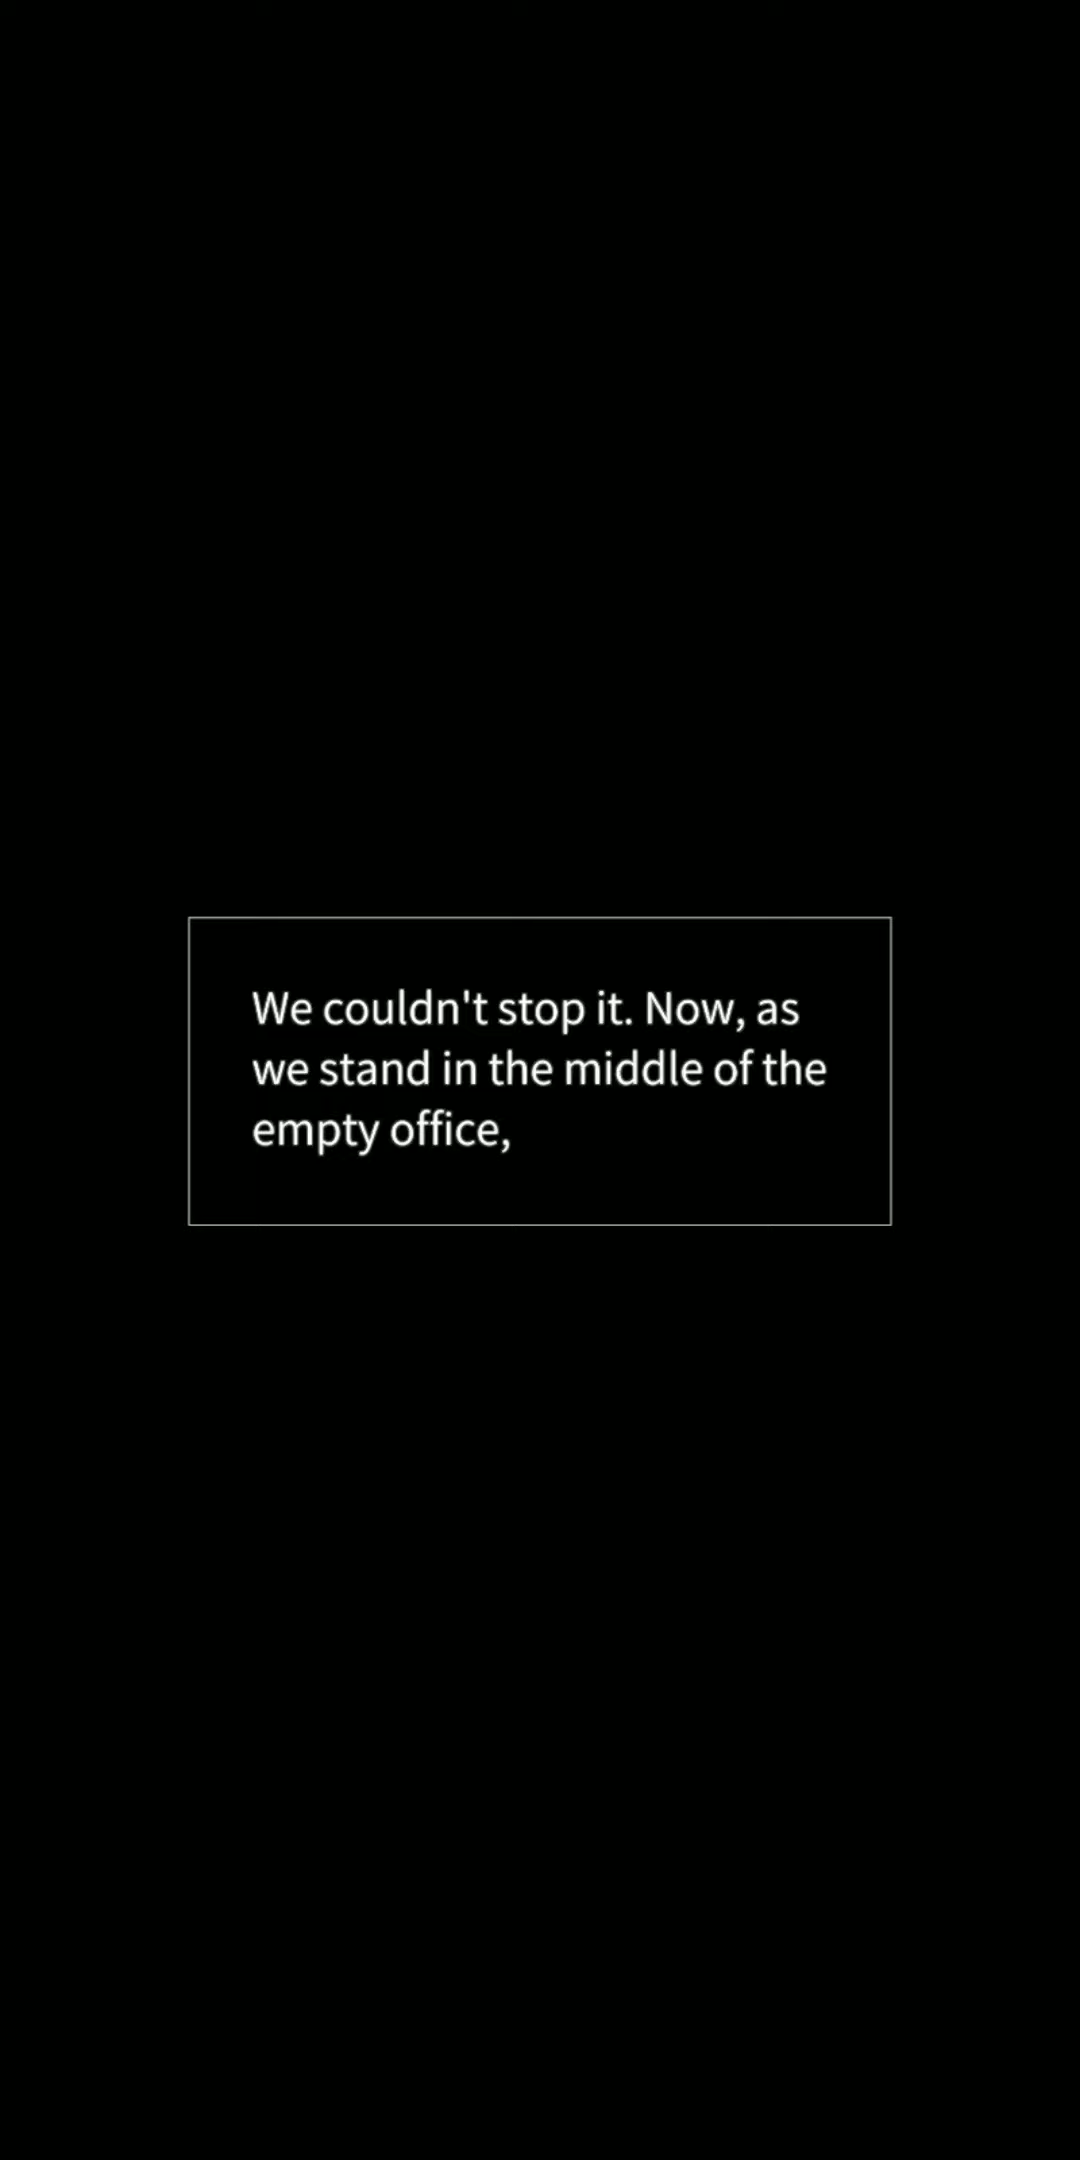 We couldn't stop it. Now, as
we stand in the middle of the
empty office,